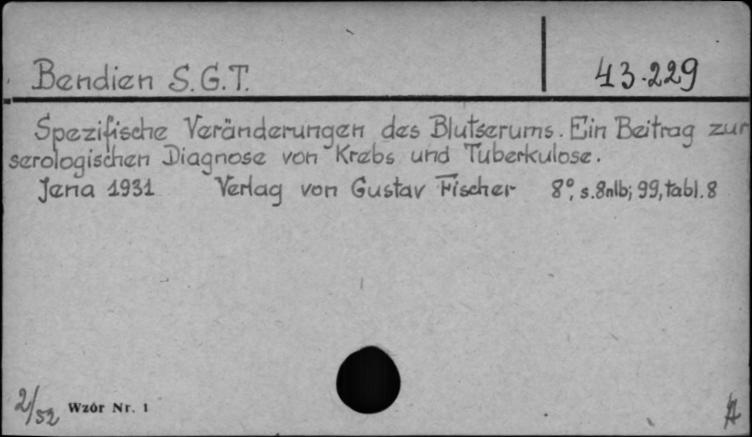 Bendien S.G.T. 43.229
Spezifische Veränderungen des Blutserums. Ein Beitrag zur
serologischen Diagnose von Krebs und Tuberkulose.
Jena 1931 Verlag von Gustav Fischer 8°, s. 8nlb; 99, tabl. 8
2/52 Wzór Nr. 1